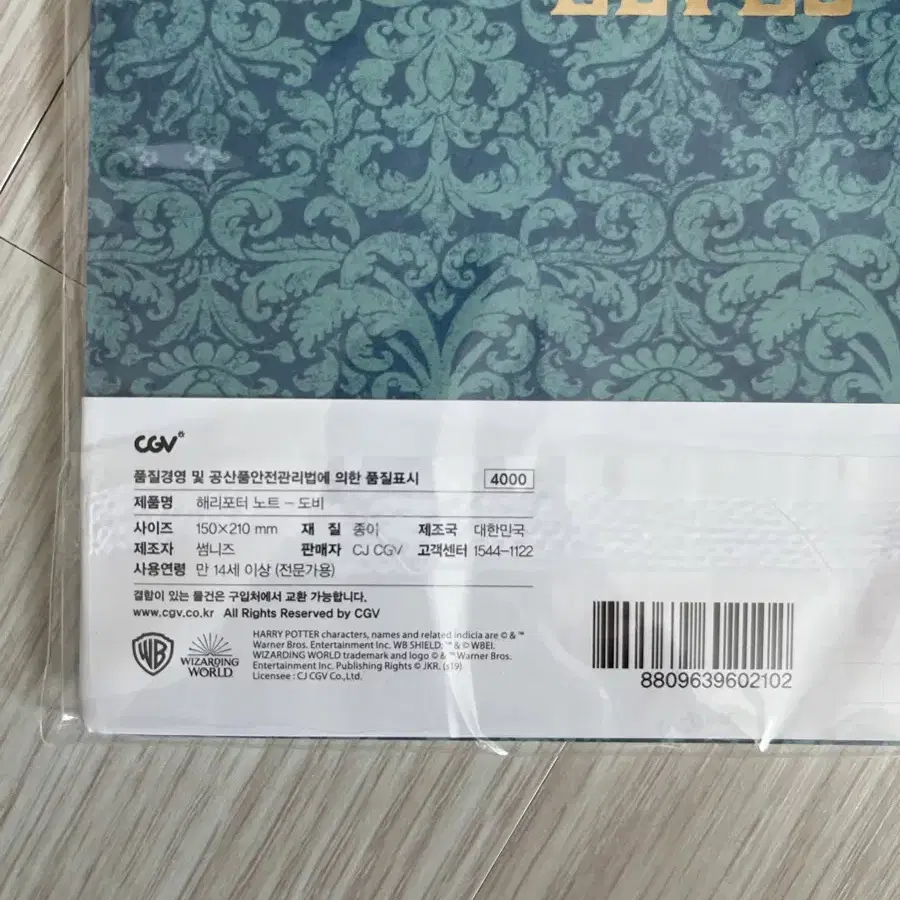 CGV
품질경영 및 공산품안전관리법에 의한 품질표시 4000
제품명 해리포터 노트 – 도비
사이즈 150×210 mm 재 질 종이 제조국 대한민국
제조자 썸니즈 판매자 CJ CGV 고객센터 1544-1122
사용연령 만 14세 이상 (전문가용)
결함이 있는 물건은 구입처에서 교환 가능합니다.
www.cgv.co.kr All Rights Reserved by CGV
WB
WIZARDING
WORLD
HARRY POTTER characters, names and related indicia are © & ™
Warner Bros. Entertainment Inc. WB SHIELD: ™ & © WBEI.
WIZARDING WORLD trademark and logo © & ™ Warner Bros.
Entertainment Inc. Publishing Rights © JKR. (s19)
Licensee : CJ CGV Co.,Ltd.
8809639602102